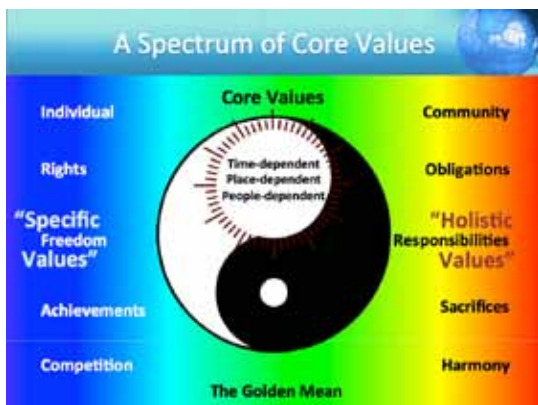 A Spectrum of Core Values
Core Values
Individual
Rights
"Specific
Freedom
Values"
Achievements
Competition
Time-dependent
Place-dependent
People-dependent
Community
Obligations
"Holistic
Responsibilities
Values"
Sacrifices
Harmony
The Golden Mean